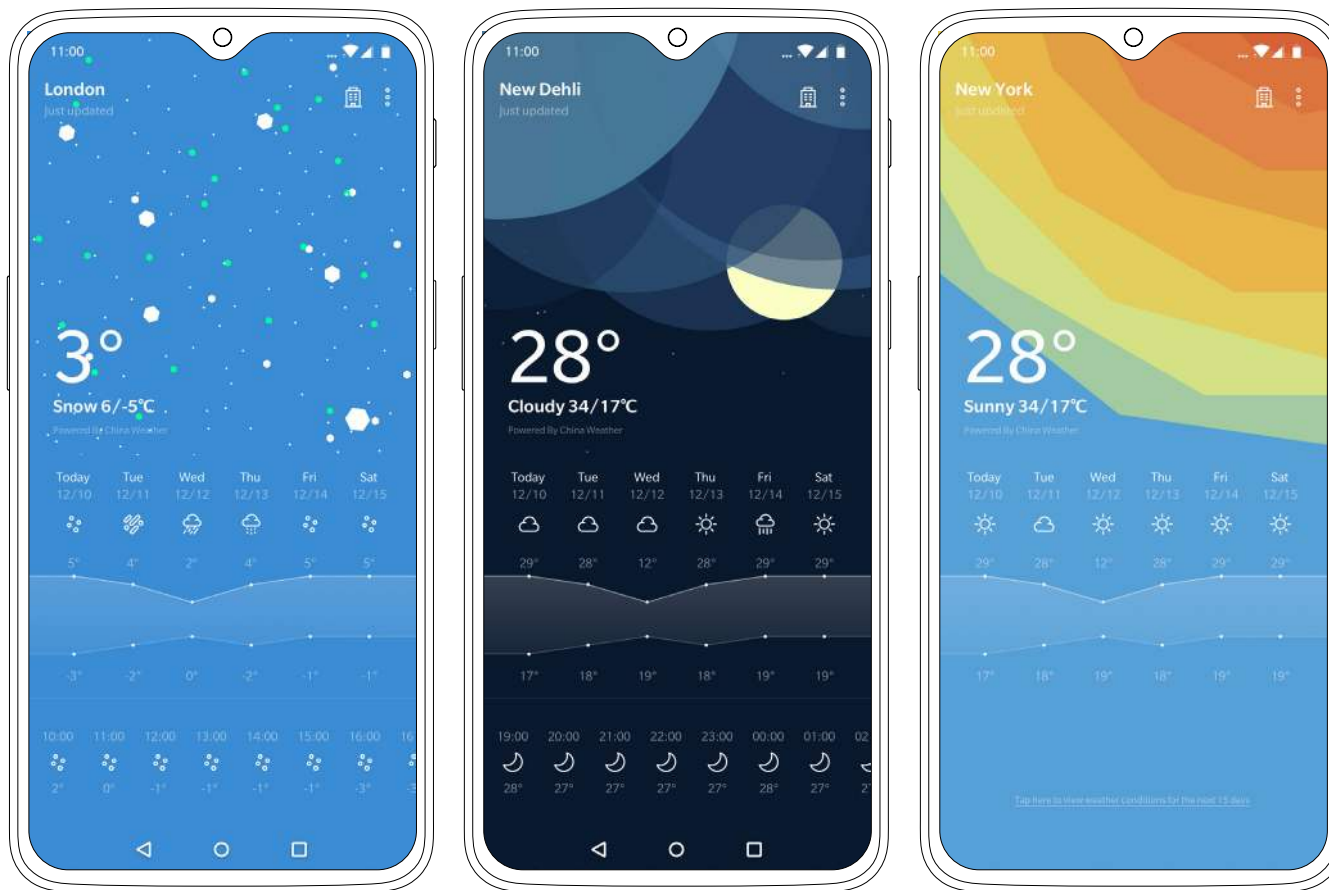 11:00
London
Just updated
3°
Snow 6/-5℃
Powered By China Weather
Today Tue Wed Thu Fri Sat
12/10 12/11 12/12 12/13 12/14 12/15
5° 4° 2° 4° 5° 5°
-3° -2° 0° -2° -1° -1°
10:00 11:00 12:00 13:00 14:00 15:00 16:00 16
2° 0° -1° -1° -1° -1° -3° -3
11:00
New Dehli
Just updated
28°
Cloudy 34/17℃
Powered By China Weather
Today Tue Wed Thu Fri Sat
12/10 12/11 12/12 12/13 12/14 12/15
29° 28° 12° 28° 29° 29°
17° 18° 19° 18° 19° 19°
19:00 20:00 21:00 22:00 23:00 00:00 01:00 02
28° 27° 27° 27° 27° 28° 27° 27
11:00
New York
Just updated
28°
Sunny 34/17℃
Powered By China Weather
Today Tue Wed Thu Fri Sat
12/10 12/11 12/12 12/13 12/14 12/15
29° 28° 12° 28° 29° 29°
17° 18° 19° 18° 19° 19°
Tap here to view weather conditions for the next 15 days